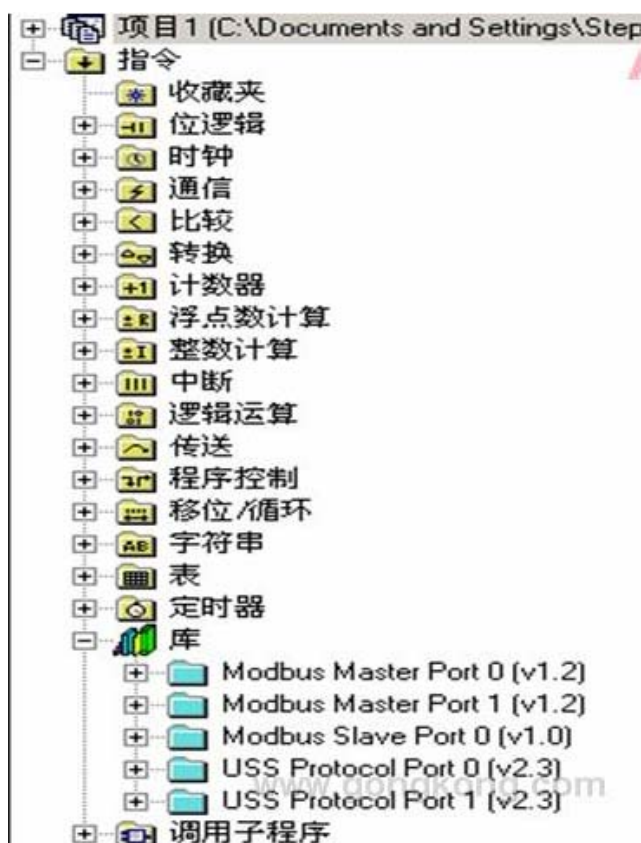 项目1 (C:\Documents and Settings\Step
指令
收藏夹
位逻辑
时钟
通信
比较
转换
计数器
浮点数计算
整数计算
中断
逻辑运算
传送
程序控制
移位/循环
字符串
表
定时器
库
Modbus Master Port 0 (v1.2)
Modbus Master Port 1 (v1.2)
Modbus Slave Port 0 (v1.0)
USS Protocol Port 0 (v2.3)
www.gongkong.com
USS Protocol Port 1 (v2.3)
调用子程序